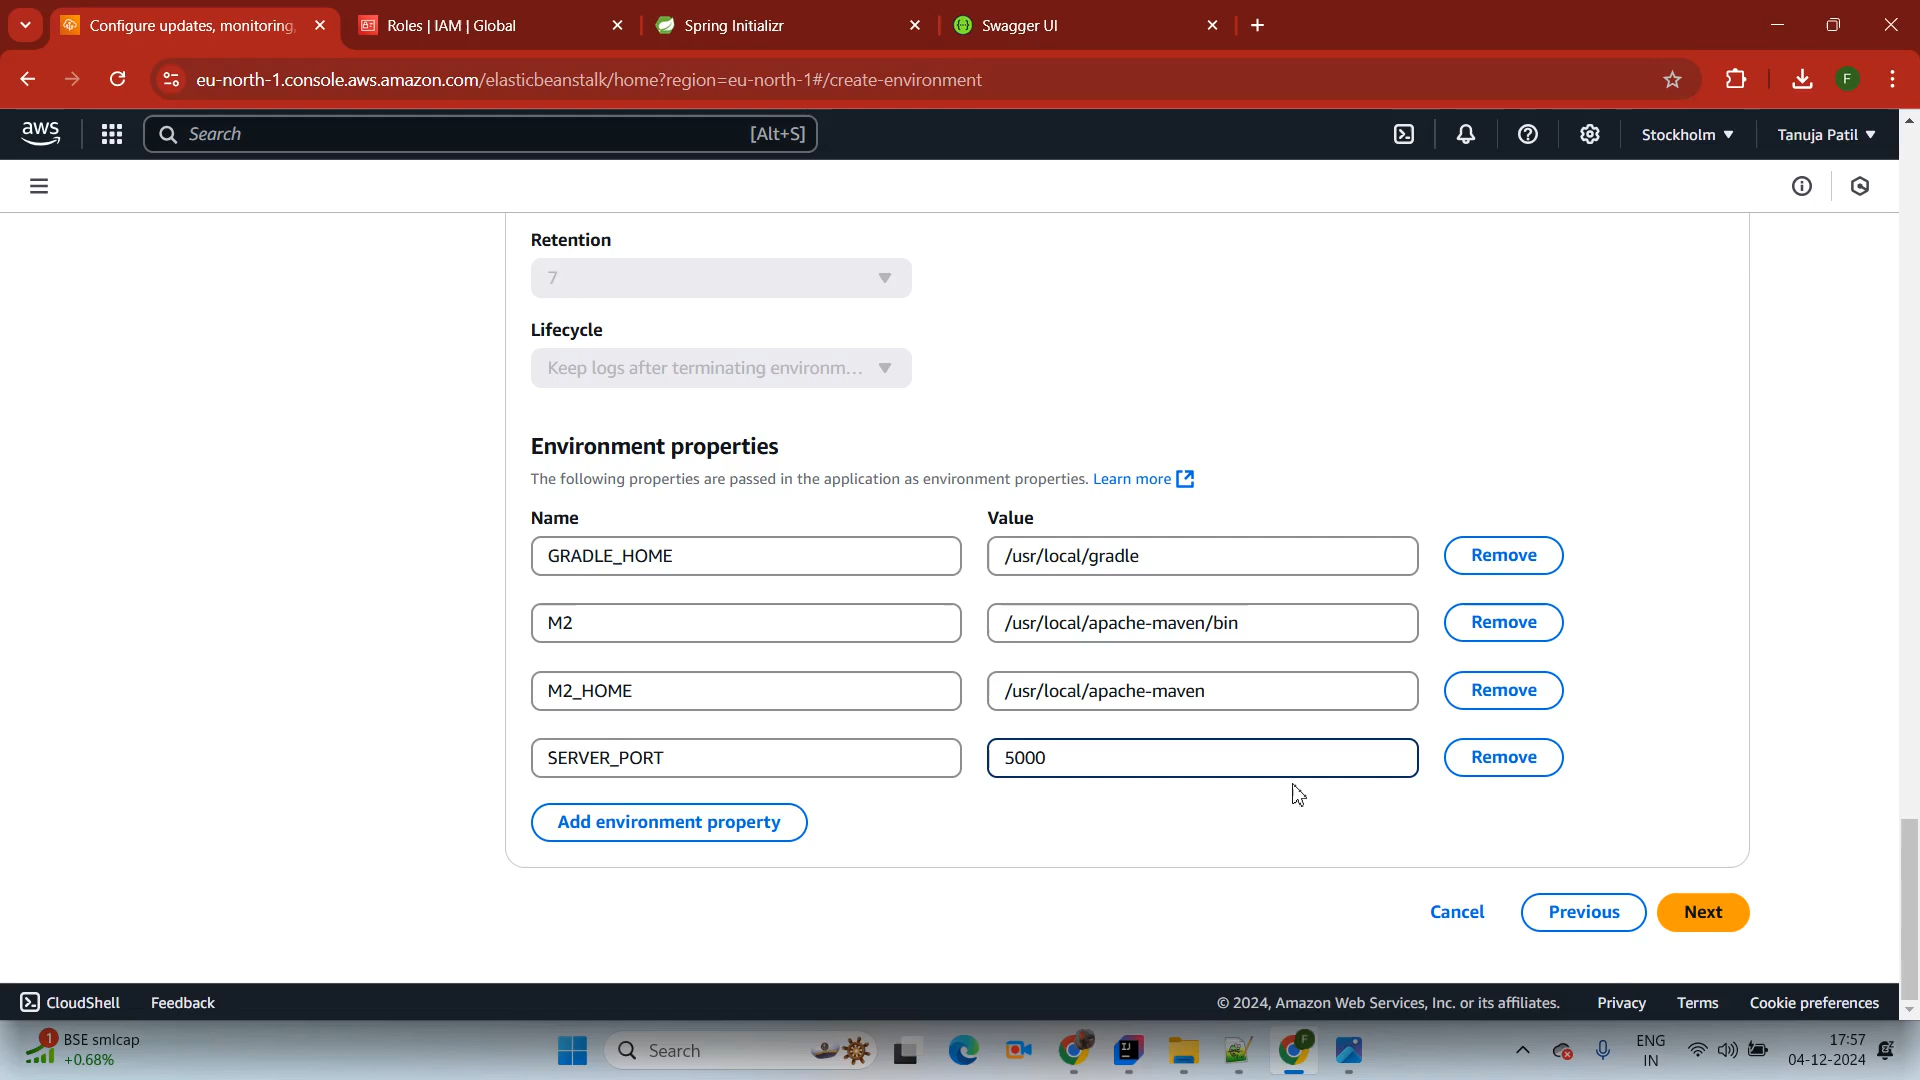 Configure updates, monitoring,
Roles | IAM | Global
Spring Initializr
Swagger UI
eu-north-1.console.aws.amazon.com/elasticbeanstalk/home?region=eu-north-1#/create-environment
F
aws
Search
[Alt+S]
Stockholm
Tanuja Patil
Retention
7
Lifecycle
Keep logs after terminating environm...
Environment properties
The following properties are passed in the application as environment properties. Learn more
Name
Value
GRADLE_HOME
/usr/local/gradle
Remove
M2
/usr/local/apache-maven/bin
Remove
M2_HOME
/usr/local/apache-maven
Remove
SERVER_PORT
5000
Remove
Add environment property
Cancel
Previous
Next
CloudShell
Feedback
© 2024, Amazon Web Services, Inc. or its affiliates.
Privacy
Terms
Cookie preferences
1
BSE smlcap
+0.68%
Search
IJ
F
ENG
IN
17:57
04-12-2024